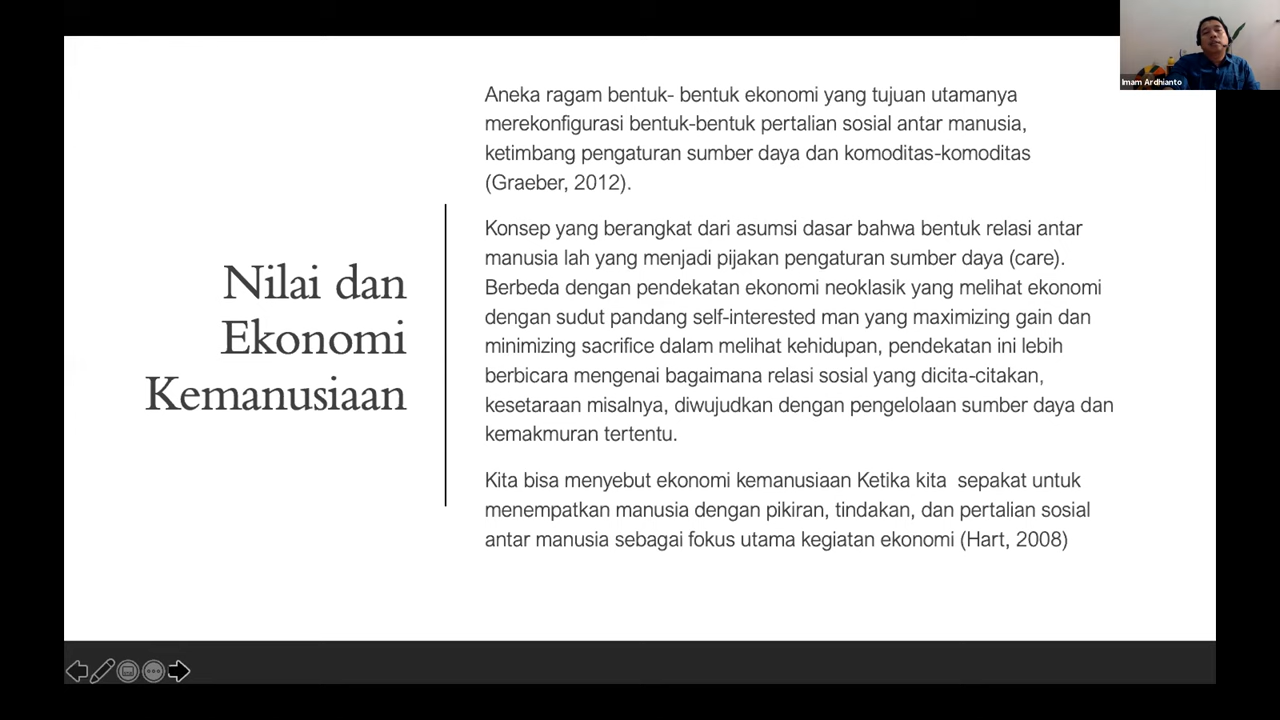 Imam Ardhianto
Nilai dan
Ekonomi
Kemanusiaan
Aneka ragam bentuk- bentuk ekonomi yang tujuan utamanya
merekonfigurasi bentuk-bentuk pertalian sosial antar manusia,
ketimbang pengaturan sumber daya dan komoditas-komoditas
(Graeber, 2012).
Konsep yang berangkat dari asumsi dasar bahwa bentuk relasi antar
manusia lah yang menjadi pijakan pengaturan sumber daya (care).
Berbeda dengan pendekatan ekonomi neoklasik yang melihat ekonomi
dengan sudut pandang self-interested man yang maximizing gain dan
minimizing sacrifice dalam melihat kehidupan, pendekatan ini lebih
berbicara mengenai bagaimana relasi sosial yang dicita-citakan,
kesetaraan misalnya, diwujudkan dengan pengelolaan sumber daya dan
kemakmuran tertentu.
Kita bisa menyebut ekonomi kemanusiaan Ketika kita  sepakat untuk
menempatkan manusia dengan pikiran, tindakan, dan pertalian sosial
antar manusia sebagai fokus utama kegiatan ekonomi (Hart, 2008)